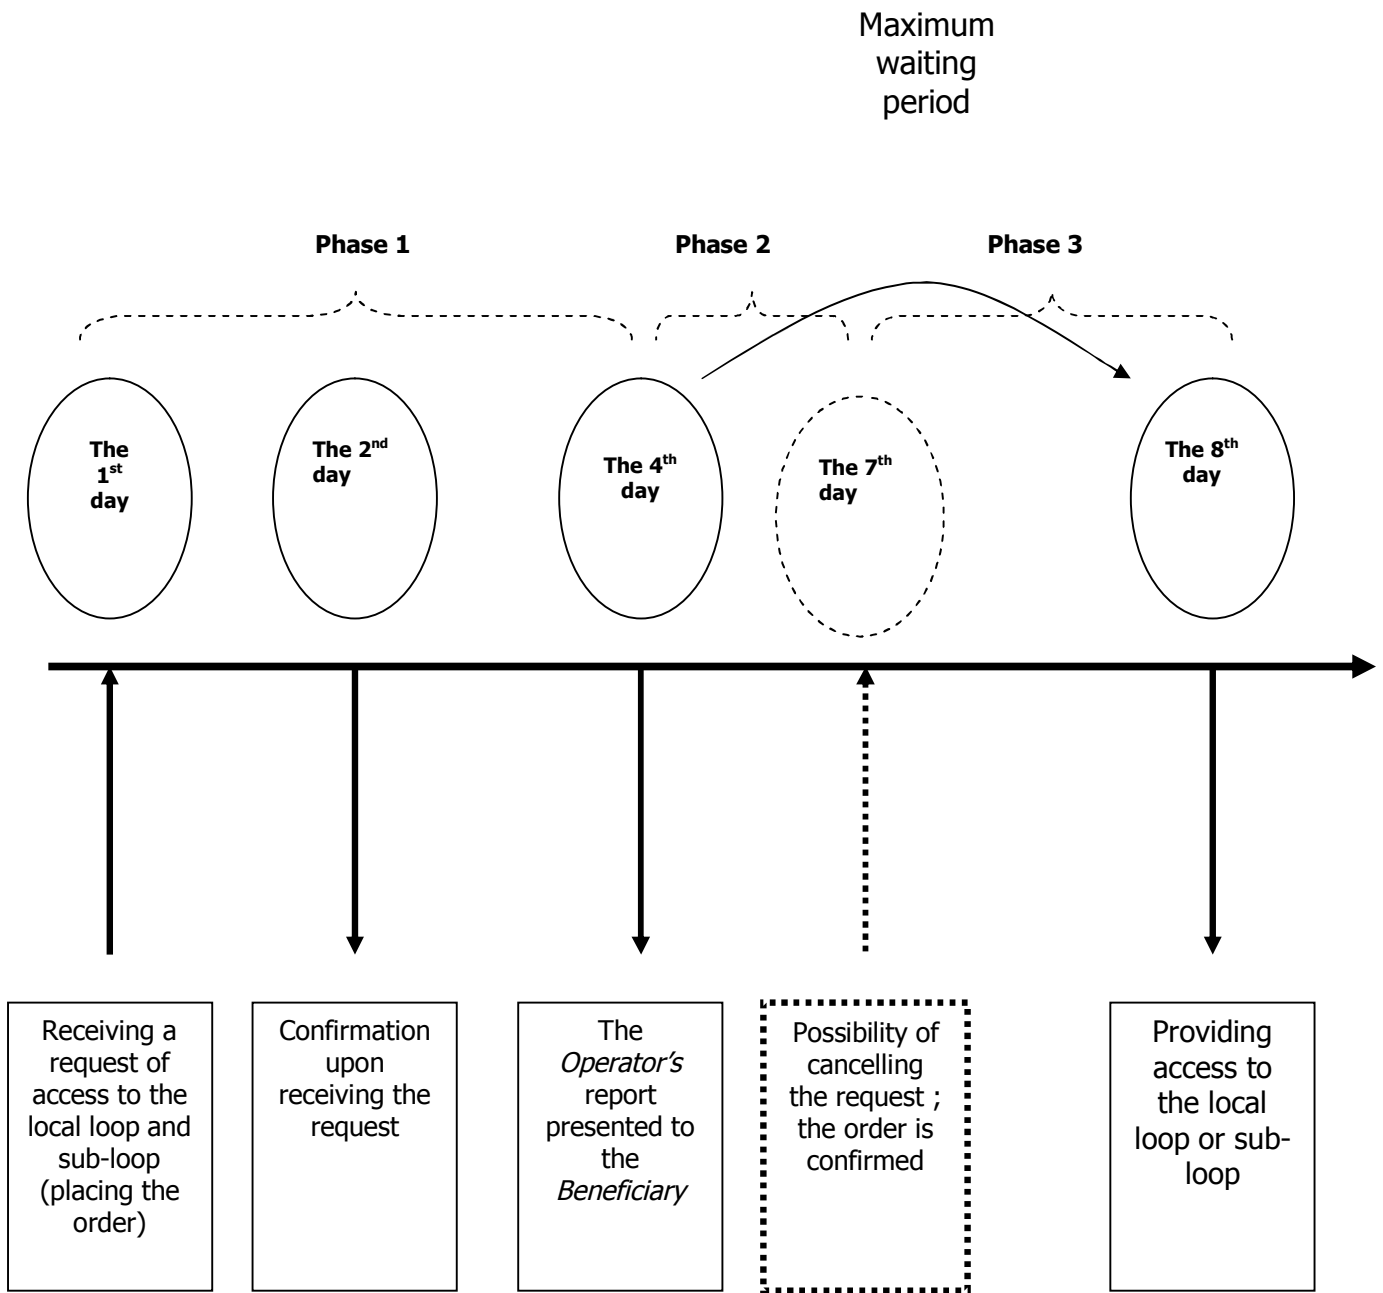 Maximum
waiting
period
Phase 1
Phase 2
Phase 3
The
1st
day
The 2nd
day
The 4th
day
The 7th
day
The 8th
day
Receiving a
request of
access to the
local loop and
sub-loop
(placing the
order)
Confirmation
upon
receiving the
request
The
Operator’s
report
presented to
the
Beneficiary
Possibility of
cancelling
the request ;
the order is
confirmed
Providing
access to
the local
loop or sub-
loop